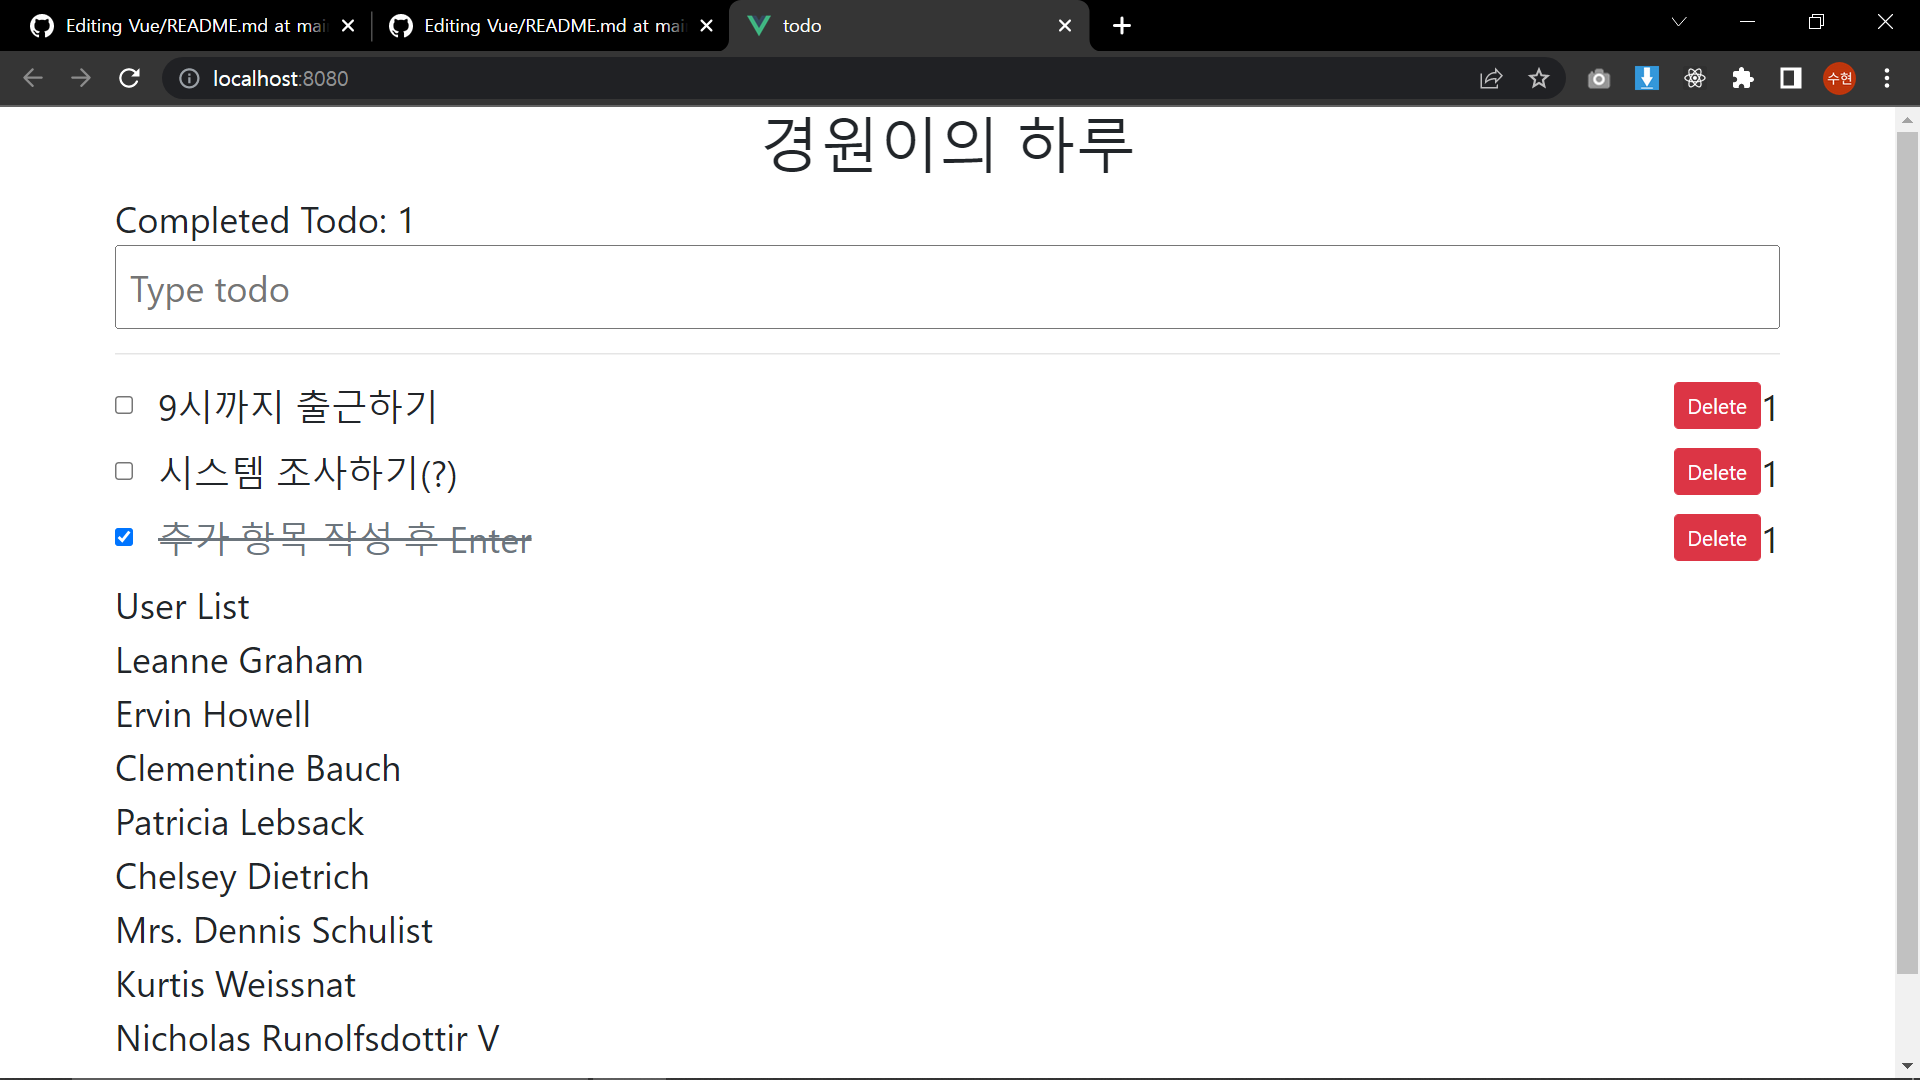 Editing Vue/README.md at mai
Editing Vue/README.md at mai
todo
localhost:8080
수현
경원이의 하루
Completed Todo: 1
Type todo
9시까지 출근하기 Delete 1
시스템 조사하기(?) Delete 1
추가 항목 작성 후 Enter Delete 1
User List
Leanne Graham
Ervin Howell
Clementine Bauch
Patricia Lebsack
Chelsey Dietrich
Mrs. Dennis Schulist
Kurtis Weissnat
Nicholas Runolfsdottir V